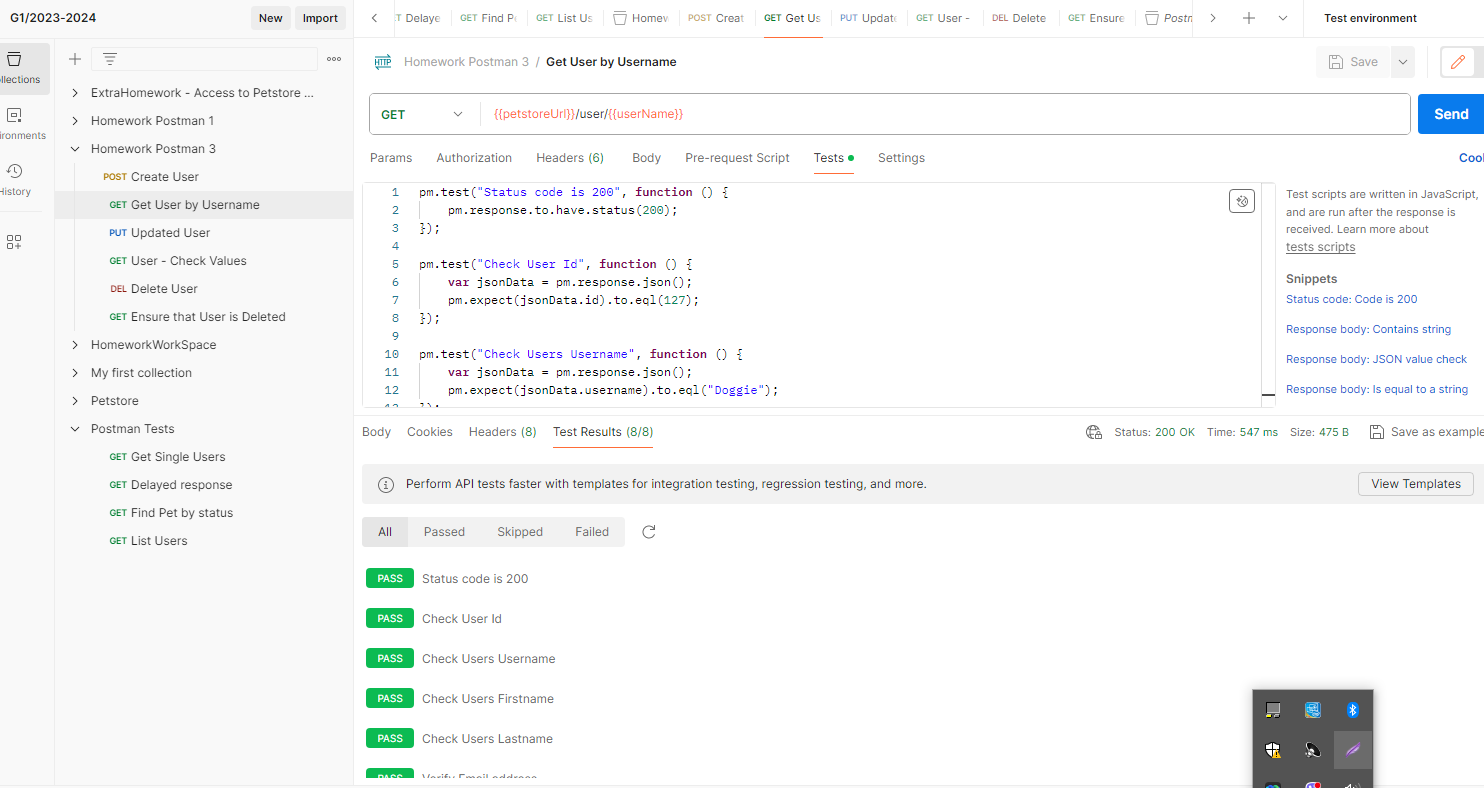 G1/2023-2024
New
Import
Delaye
GET Find P
GET List Us
Homew
POST Creat
GET Get Us
PUT Updat
GET User -
DEL Delete
GET Ensure
Postn
Test environment
llections
ironments
History
ExtraHomework - Access to Petstore ...
Homework Postman 1
Homework Postman 3
POST Create User
GET Get User by Username
PUT Updated User
GET User - Check Values
DEL Delete User
GET Ensure that User is Deleted
HomeworkWorkSpace
My first collection
Petstore
Postman Tests
GET Get Single Users
GET Delayed response
GET Find Pet by status
GET List Users
HTTP Homework Postman 3 / Get User by Username
Save
GET {{petstoreUrl}}/user/{{userName}}
Send
Params Authorization Headers (6) Body Pre-request Script Tests Settings
Cool
1 pm.test("Status code is 200", function () {
2 pm.response.to.have.status(200);
3 });
4
5 pm.test("Check User Id", function () {
6 var jsonData = pm.response.json();
7 pm.expect(jsonData.id).to.eql(127);
8 });
9
10 pm.test("Check Users Username", function () {
11 var jsonData = pm.response.json();
12 pm.expect(jsonData.username).to.eql("Doggie");
13 });
Test scripts are written in JavaScript,
and are run after the response is
received. Learn more about
tests scripts
Snippets
Status code: Code is 200
Response body: Contains string
Response body: JSON value check
Response body: Is equal to a string
Body Cookies Headers (8) Test Results (8/8)
Status: 200 OK Time: 547 ms Size: 475 B Save as example
Perform API tests faster with templates for integration testing, regression testing, and more.
View Templates
All Passed Skipped Failed
PASS Status code is 200
PASS Check User Id
PASS Check Users Username
PASS Check Users Firstname
PASS Check Users Lastname
PASS Verify Email address